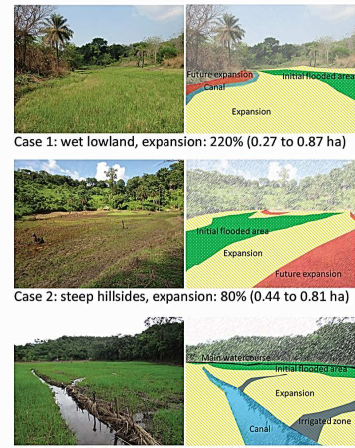 Future expansion
Initial flooded area
Canal
Expansion
Case 1: wet lowland, expansion: 220% (0.27 to 0.87 ha)
Initial flooded area
Expansion
Future expansion
Case 2: steep hillsides, expansion: 80% (0.44 to 0.81 ha)
Main watercourse
Initial flooded area
Expansion
Irrigated zone
Canal